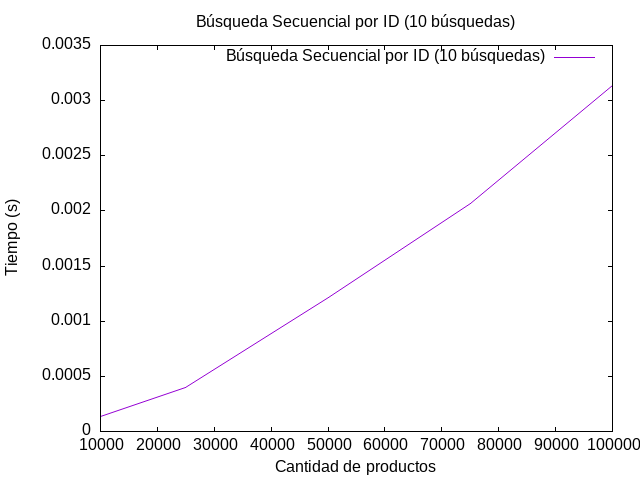 Búsqueda Secuencial por ID (10 búsquedas)
Búsqueda Secuencial por ID (10 búsquedas)
0.0035
0.003
0.0025
0.002
0.0015
0.001
0.0005
0
Tiempo (s)
10000 20000 30000 40000 50000 60000 70000 80000 90000 100000
Cantidad de productos